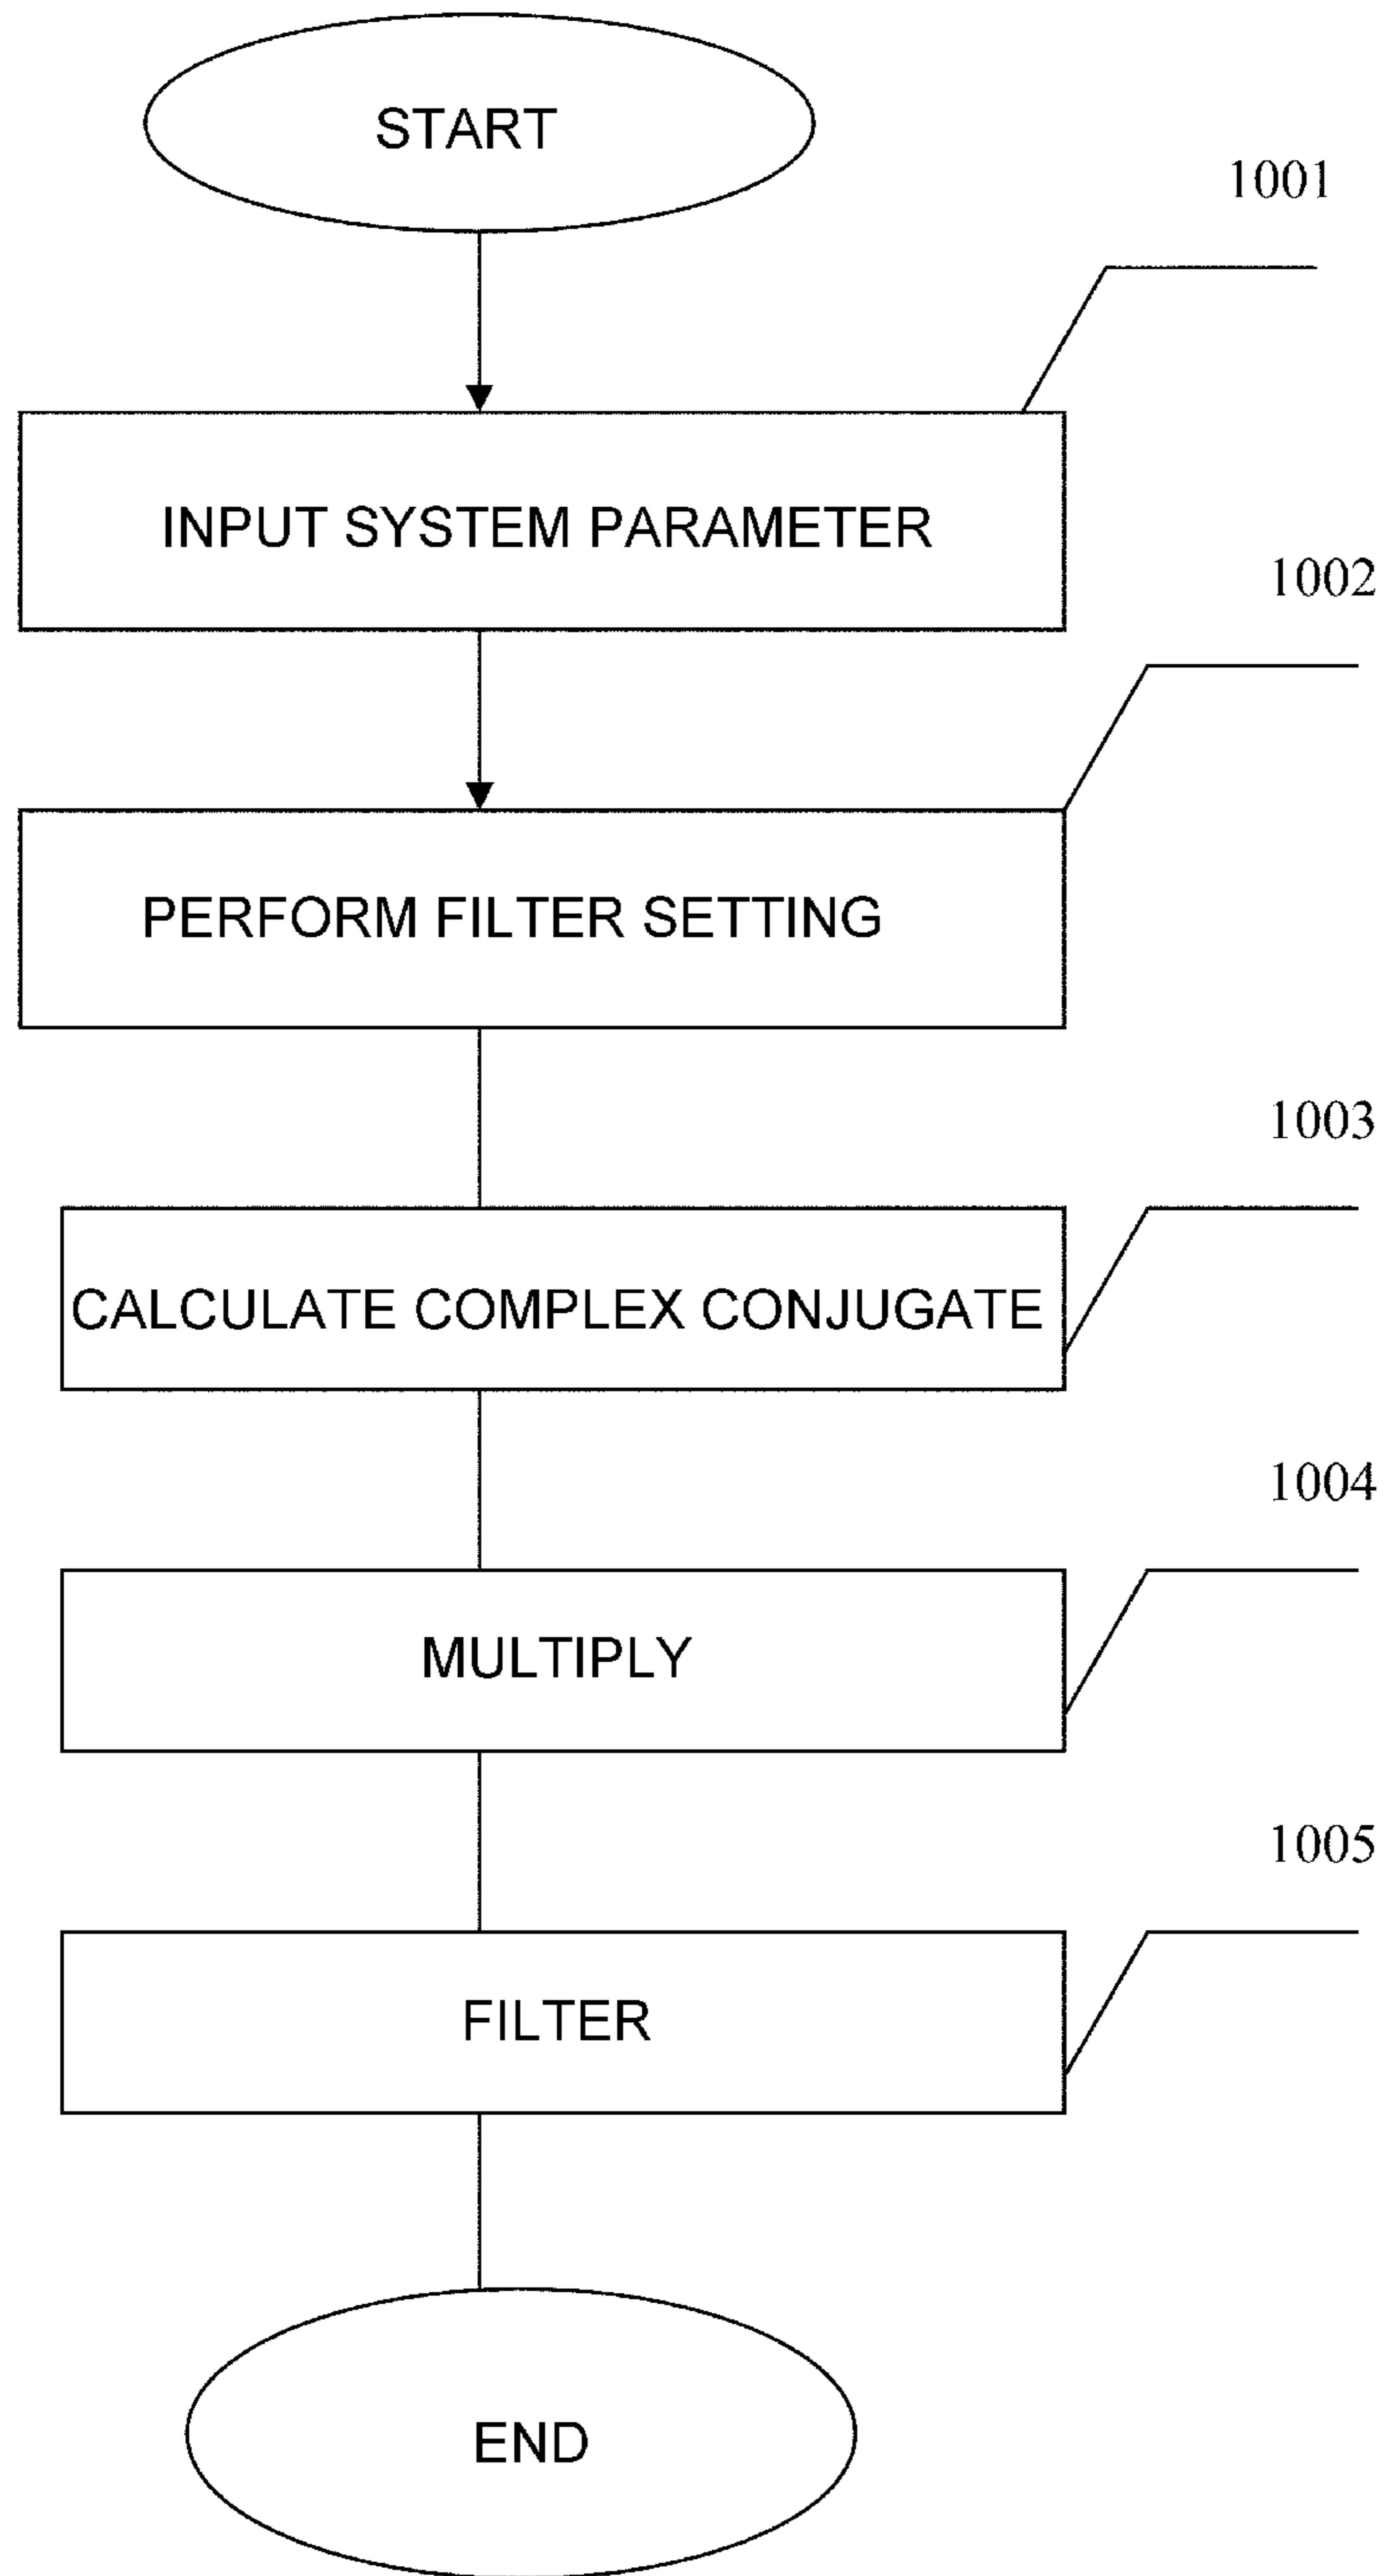 START
1001
INPUT SYSTEM PARAMETER
1002
PERFORM FILTER SETTING
1003
CALCULATE COMPLEX CONJUGATE
1004
MULTIPLY
1005
FILTER
END